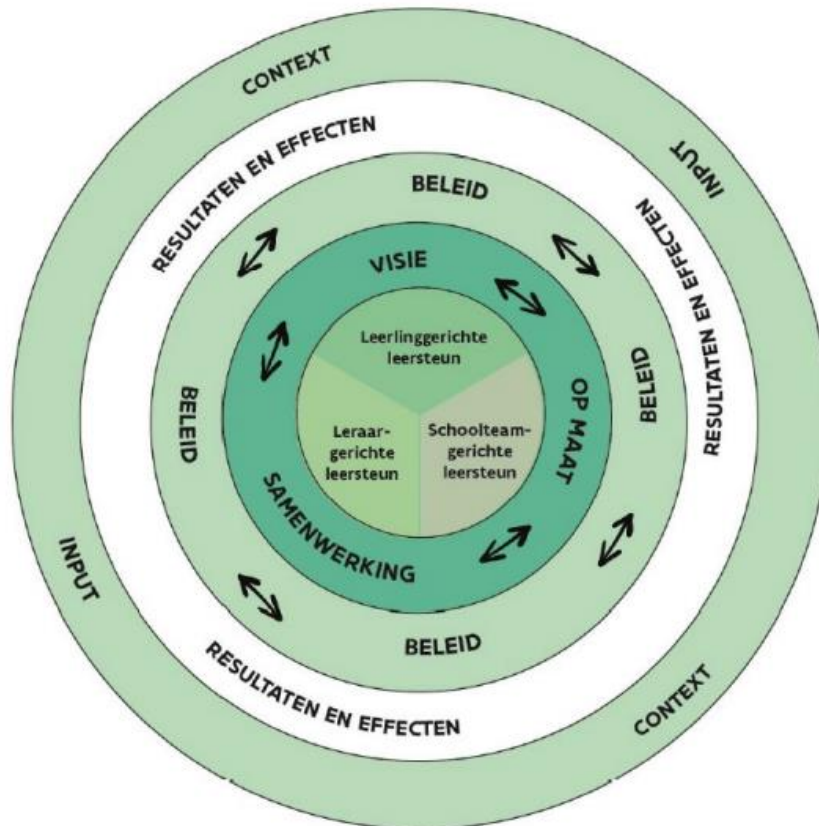 CONTEXT
INPUT
RESULTATEN EN EFFECTEN
RESULTATEN EN EFFECTEN
BELEID
VISIE
Leerlinggerichte
leersteun
BELEID
BELEID
OP MAAT
Leraar-
gerichte
leersteun
Schoolteam-
gerichte
leersteun
SAMENWERKING
INPUT
BELEID
RESULTATEN EN EFFECTEN
CONTEXT